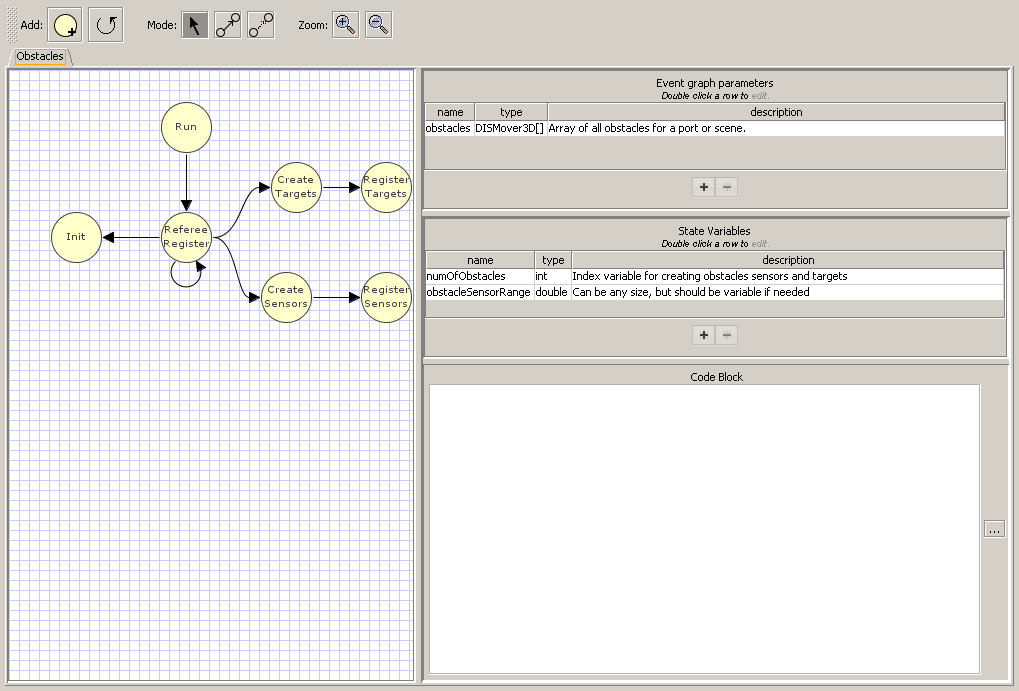 Add:
Mode:
Zoom:
Obstacles
Run
Create
Targets
Register
Targets
Init
Referee
Register
Create
Sensors
Register
Sensors
Event graph parameters
Double click a row to edit.
name type description
obstacles DISMover3D[] Array of all obstacles for a port or scene.
+ −
State Variables
Double click a row to edit.
name type description
numOfObstacles int Index variable for creating obstacles sensors and targets
obstacleSensorRange double Can be any size, but should be variable if needed
+ −
Code Block
...